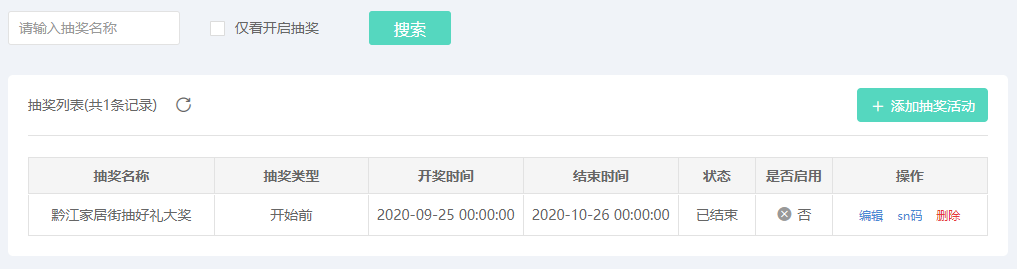 请输入抽奖名称 仅看开启抽奖 搜索
抽奖列表(共1条记录) + 添加抽奖活动
抽奖名称 抽奖类型 开奖时间 结束时间 状态 是否启用 操作
黔江家居街抽好礼大奖 开始前 2020-09-25 00:00:00 2020-10-26 00:00:00 已结束 否 编辑 sn码 删除